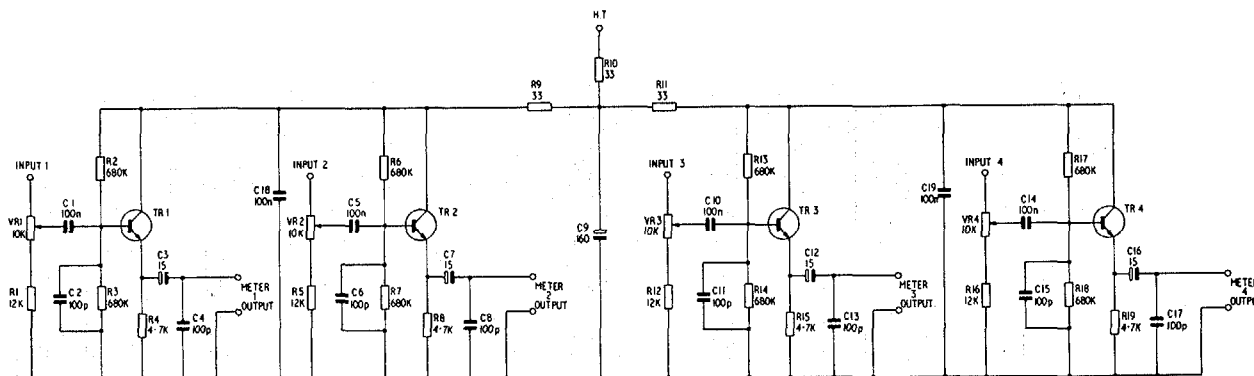 H.T
R10
33
R9
33
R11
33
INPUT 1
R2
680K
C1
100n
VR1
10K
TR 1
C3
15
R1
12K
C2
100p
R3
680K
R4
4·7K
C4
100p
METER
1
OUTPUT
C18
100n
INPUT 2
R6
680K
C5
100n
VR2
10K
TR 2
C7
15
R5
12K
C6
100p
R7
680K
R8
4·7K
C8
100p
METER
2
OUTPUT
C9
160
INPUT 3
R13
680K
C10
100n
VR3
10K
TR 3
C12
15
R12
12K
C11
100p
R14
680K
R15
4·7K
C13
100p
METER
3
OUTPUT
C19
100n
INPUT 4
R17
680K
C14
100n
VR4
10K
TR 4
C16
15
R16
12K
C15
100p
R18
680K
R19
4·7K
C17
100p
METER
4
OUTPUT